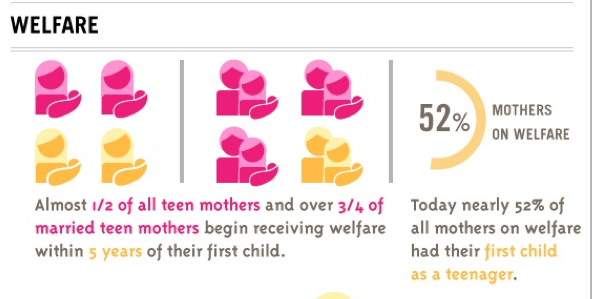 WELFARE
52% MOTHERS
ON WELFARE
Almost 1/2 of all teen mothers and over 3/4 of
married teen mothers begin receiving welfare
within 5 years of their first child.
Today nearly 52% of
all mothers on welfare
had their first child
as a teenager.